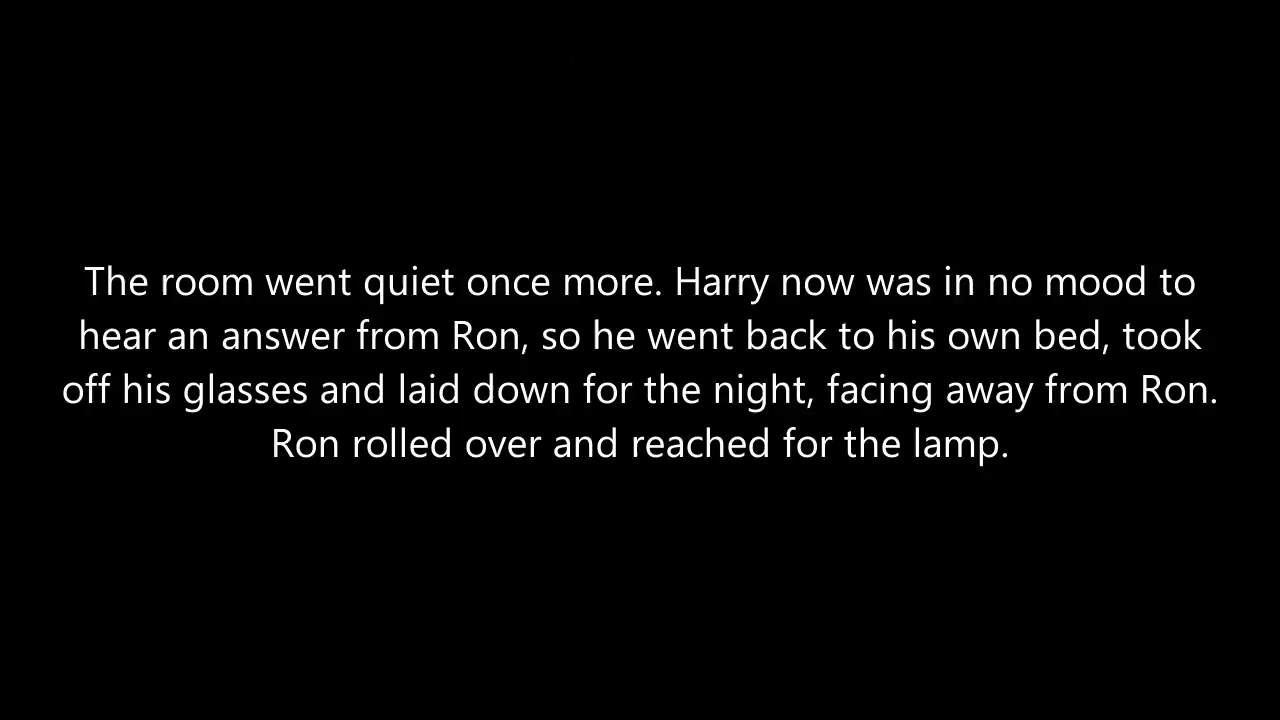 The room went quiet once more. Harry now was in no mood to
hear an answer from Ron, so he went back to his own bed, took
off his glasses and laid down for the night, facing away from Ron.
Ron rolled over and reached for the lamp.